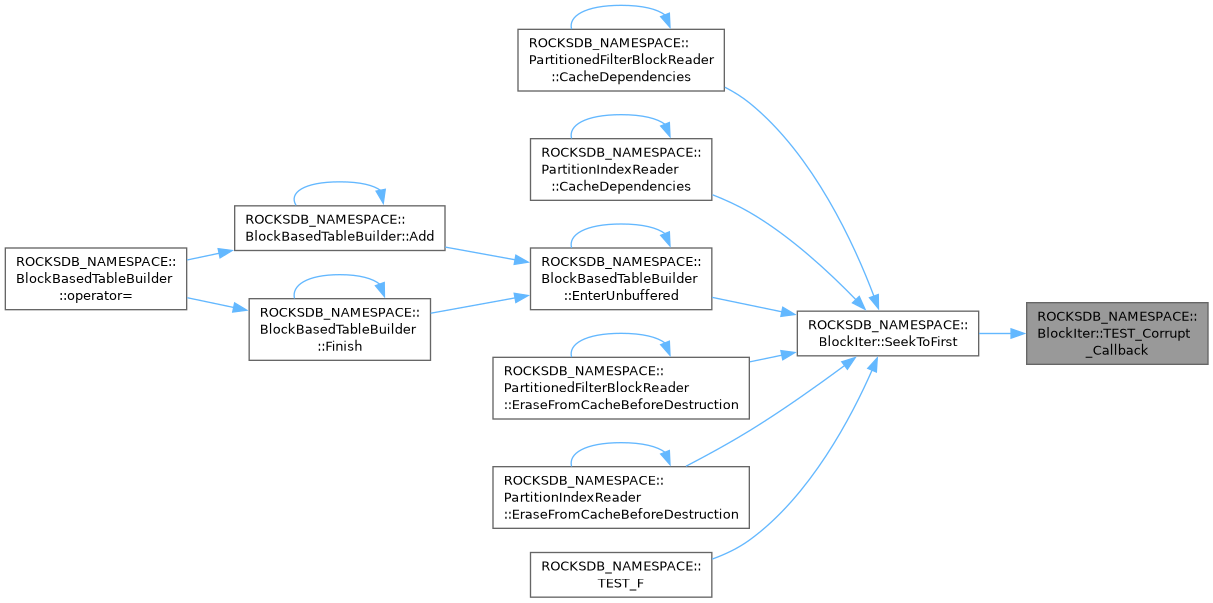 ROCKSDB_NAMESPACE::
PartitionedFilterBlockReader
::CacheDependencies
ROCKSDB_NAMESPACE::
PartitionIndexReader
::CacheDependencies
ROCKSDB_NAMESPACE::
BlockBasedTableBuilder::Add
ROCKSDB_NAMESPACE::
BlockBasedTableBuilder
::operator=
ROCKSDB_NAMESPACE::
BlockBasedTableBuilder
::EnterUnbuffered
ROCKSDB_NAMESPACE::
BlockBasedTableBuilder
::Finish
ROCKSDB_NAMESPACE::
BlockIter::SeekToFirst
ROCKSDB_NAMESPACE::
BlockIter::TEST_Corrupt
_Callback
ROCKSDB_NAMESPACE::
PartitionedFilterBlockReader
::EraseFromCacheBeforeDestruction
ROCKSDB_NAMESPACE::
PartitionIndexReader
::EraseFromCacheBeforeDestruction
ROCKSDB_NAMESPACE::
TEST_F